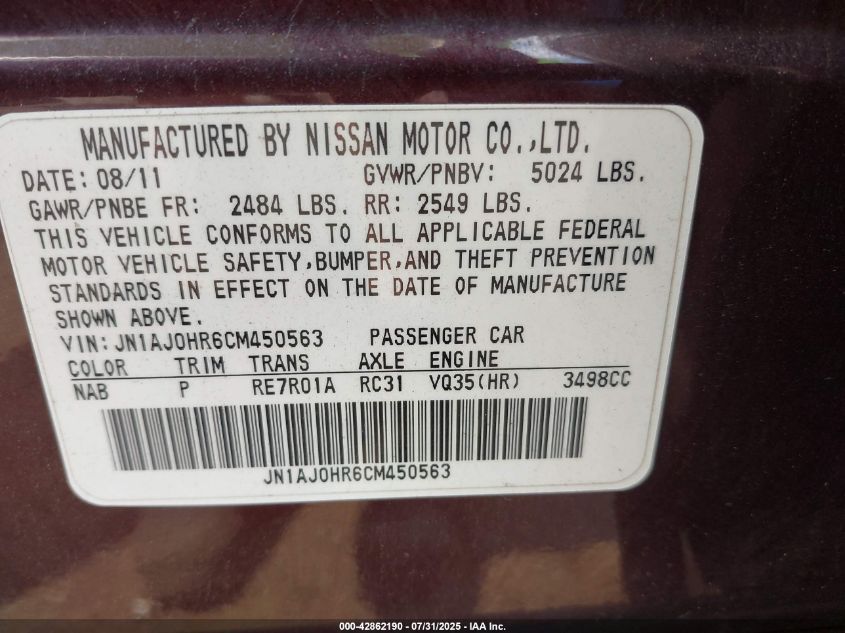 MANUFACTURED BY NISSAN MOTOR CO.,LTD.
DATE: 08/11 GVWR/PNBV: 5024 LBS.
GAWR/PNBE FR: 2484 LBS. RR: 2549 LBS.
THIS VEHICLE CONFORMS TO ALL APPLICABLE FEDERAL
MOTOR VEHICLE SAFETY,BUMPER,AND THEFT PREVENTION
STANDARDS IN EFFECT ON THE DATE OF MANUFACTURE
SHOWN ABOVE.
VIN: JN1AJ0HR6CM450563 PASSENGER CAR
COLOR TRIM TRANS AXLE ENGINE
NAB P RE7R01A RC31 VQ35(HR) 3498CC
JN1AJ0HR6CM450563
000-42862190 - 07/31/2025 - IAA Inc.